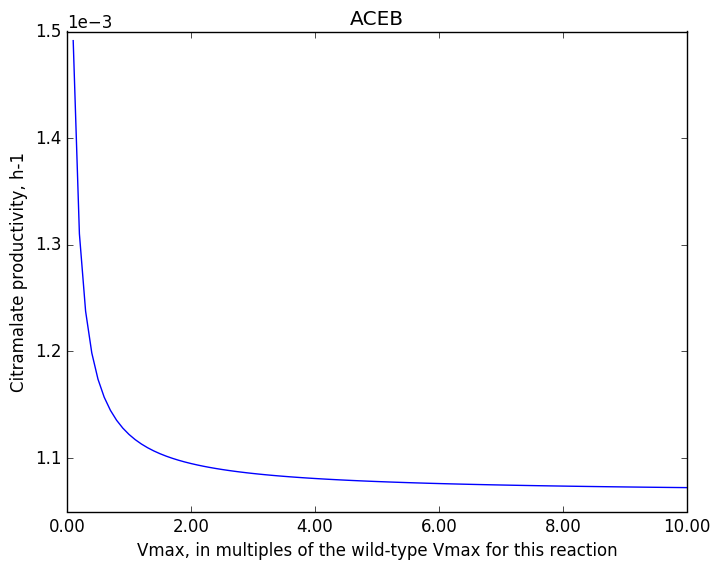 ACEB
1e−3
1.5
1.4
1.3
1.2
1.1
Citramalate productivity, h-1
0.00 2.00 4.00 6.00 8.00 10.00
Vmax, in multiples of the wild-type Vmax for this reaction